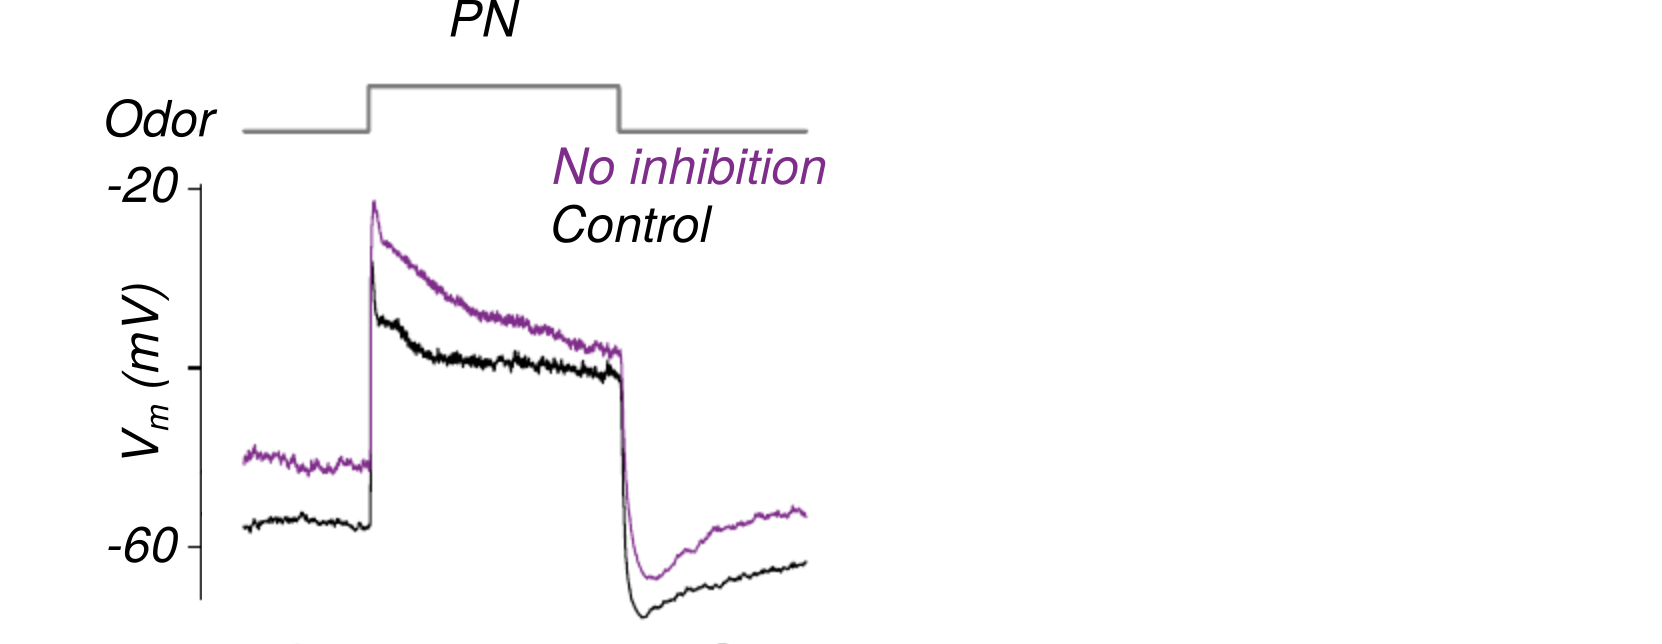 PN
Odor
No inhibition
Control
-20
Vm (mV)
-60